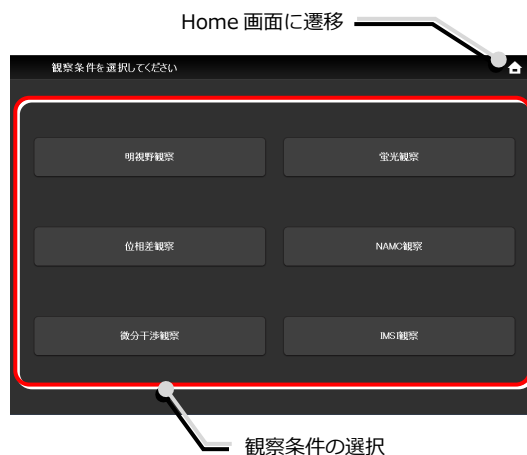 Home 画面に遷移
観察条件を選択してください
明視野観察
蛍光観察
位相差観察
NAMC観察
微分干渉観察
IMSI観察
観察条件の選択